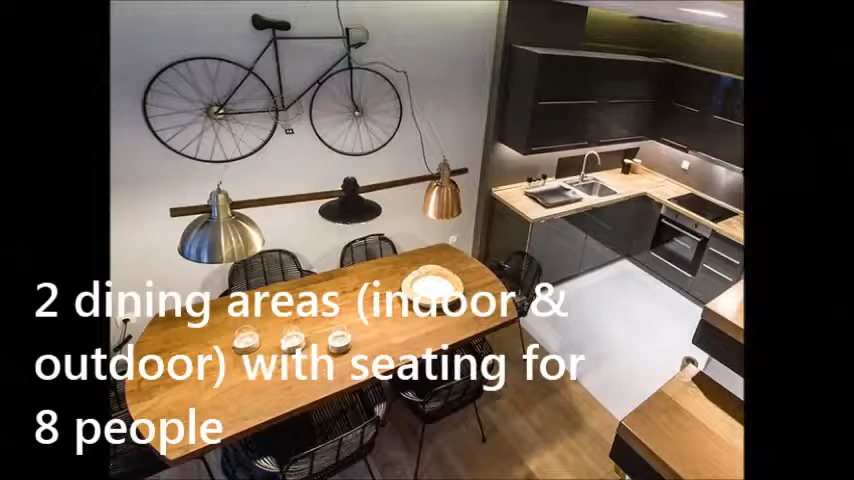 2 dining areas (indoor &
outdoor) with seating for
8 people